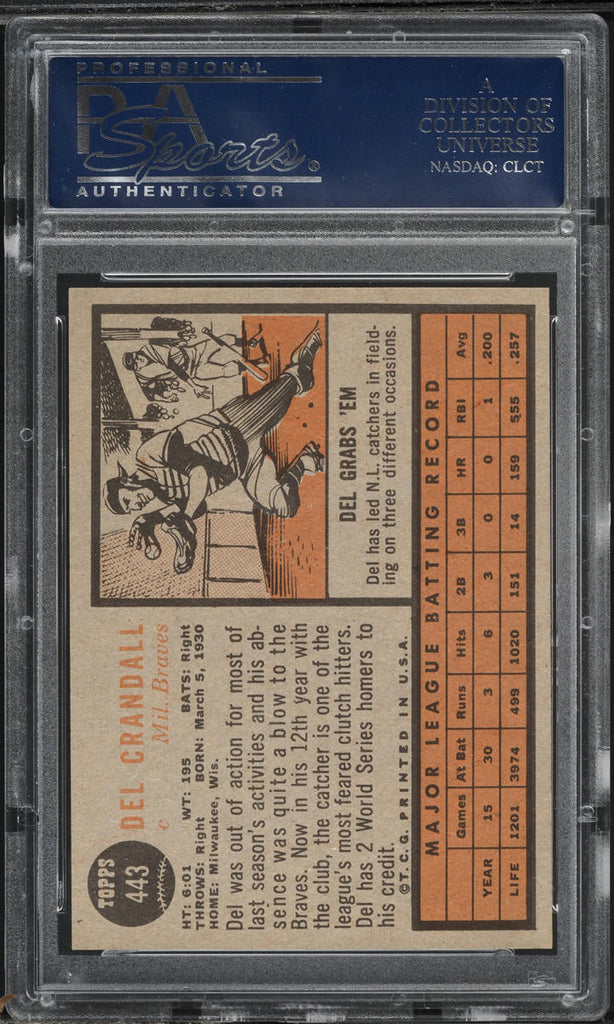 PROFESSIONAL
PSA
Sports®
AUTHENTICATOR
A
DIVISION OF
COLLECTORS
UNIVERSE
NASDAQ: CLCT
TOPPS
443
DEL CRANDALL
c Mil. Braves
HT: 6:01 WT: 195 BATS: Right
THROWS: Right BORN: March 5, 1930
HOME: Milwaukee, Wis.
Del was out of action for most of
last season's activities and his ab-
sence was quite a blow to the
Braves. Now in his 12th year with
the club, the catcher is one of the
league's most feared clutch hitters.
Del has 2 World Series homers to
his credit.
©T.C.G. PRINTED IN U.S.A.
DEL GRABS 'EM
Del has led N.L. catchers in field-
ing on three different occasions.
MAJOR LEAGUE BATTING RECORD
Games At Bat Runs Hits 2B 3B HR RBI Avg
YEAR 15 30 3 6 3 0 0 1 .200
LIFE 1201 3974 499 1020 151 14 159 555 .257